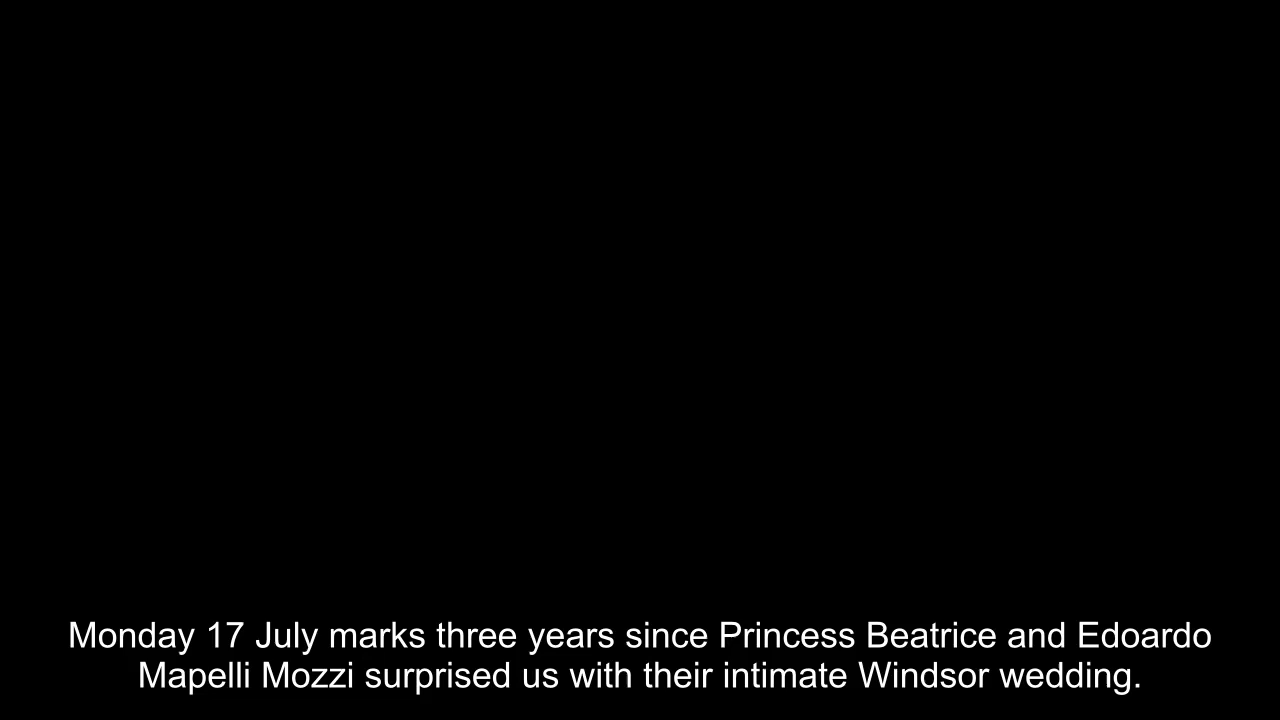 Monday 17 July marks three years since Princess Beatrice and Edoardo
Mapelli Mozzi surprised us with their intimate Windsor wedding.